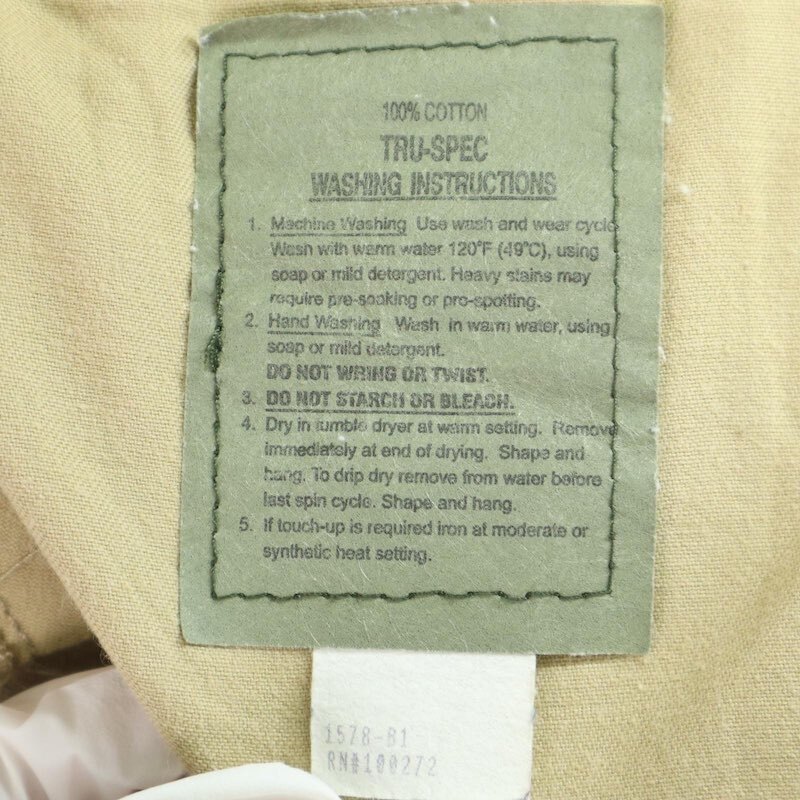 100% COTTON
TRU-SPEC
WASHING INSTRUCTIONS
1. Machine Washing Use wash and wear cycle
Wash with warm water 120°F (49°C), using
soap or mild detergent. Heavy stains may
require pre-soaking or pre-spotting.
2. Hand Washing Wash in warm water, using
soap or mild detergent.
DO NOT WRING OR TWIST.
3. DO NOT STARCH OR BLEACH.
4. Dry in tumble dryer at warm setting. Remove
immediately at end of drying. Shape and
hang. To drip dry remove from water before
last spin cycle. Shape and hang.
5. If touch-up is required iron at moderate or
synthetic heat setting.
1578-B1
RN#100272